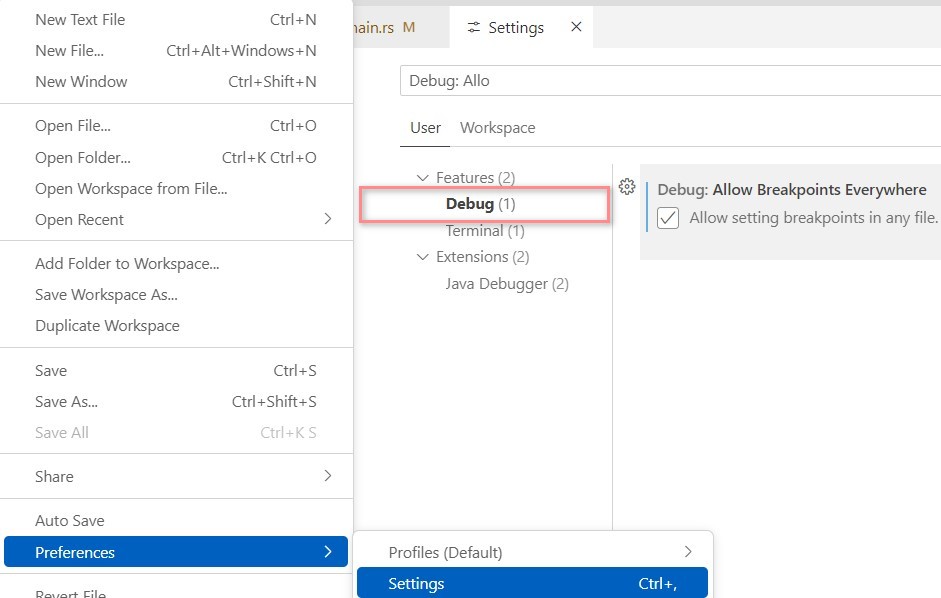 New Text File Ctrl+N
New File... Ctrl+Alt+Windows+N
New Window Ctrl+Shift+N
Open File... Ctrl+O
Open Folder... Ctrl+K Ctrl+O
Open Workspace from File...
Open Recent
Add Folder to Workspace...
Save Workspace As...
Duplicate Workspace
Save Ctrl+S
Save As... Ctrl+Shift+S
Save All Ctrl+K S
Share
Auto Save
Preferences
Revert File
Profiles (Default)
Settings Ctrl+,
ain.rs M
Settings
Debug: Allo
User Workspace
Features (2)
Debug (1)
Terminal (1)
Extensions (2)
Java Debugger (2)
Debug: Allow Breakpoints Everywhere
Allow setting breakpoints in any file.